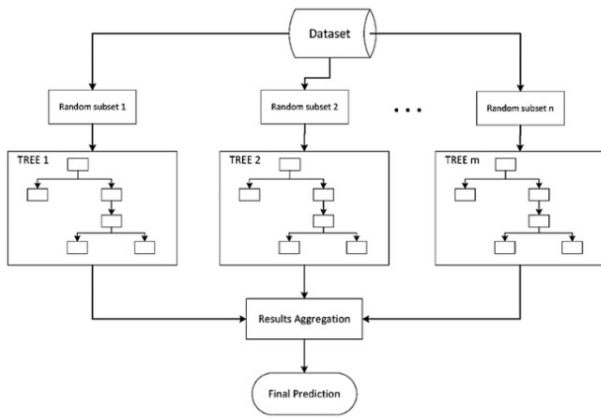 Dataset
Random subset 1
Random subset 2
Random subset n
TREE 1
TREE 2
TREE m
Results Aggregation
Final Prediction